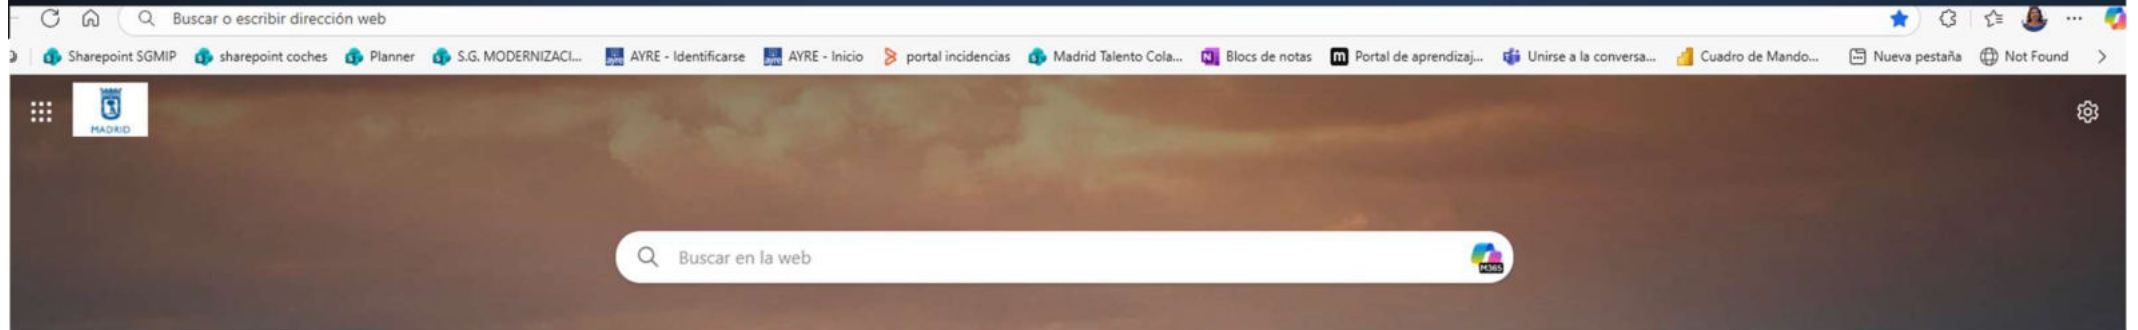 Buscar o escribir dirección web
Sharepoint SGMIP sharepoint coches Planner S.G. MODERNIZACI... AYRE - Identificarse AYRE - Inicio portal incidencias Madrid Talento Cola... Blocs de notas Portal de aprendizaj... Unirse a la conversa... Cuadro de Mando... Nueva pestaña Not Found
MADRID
Buscar en la web
M365